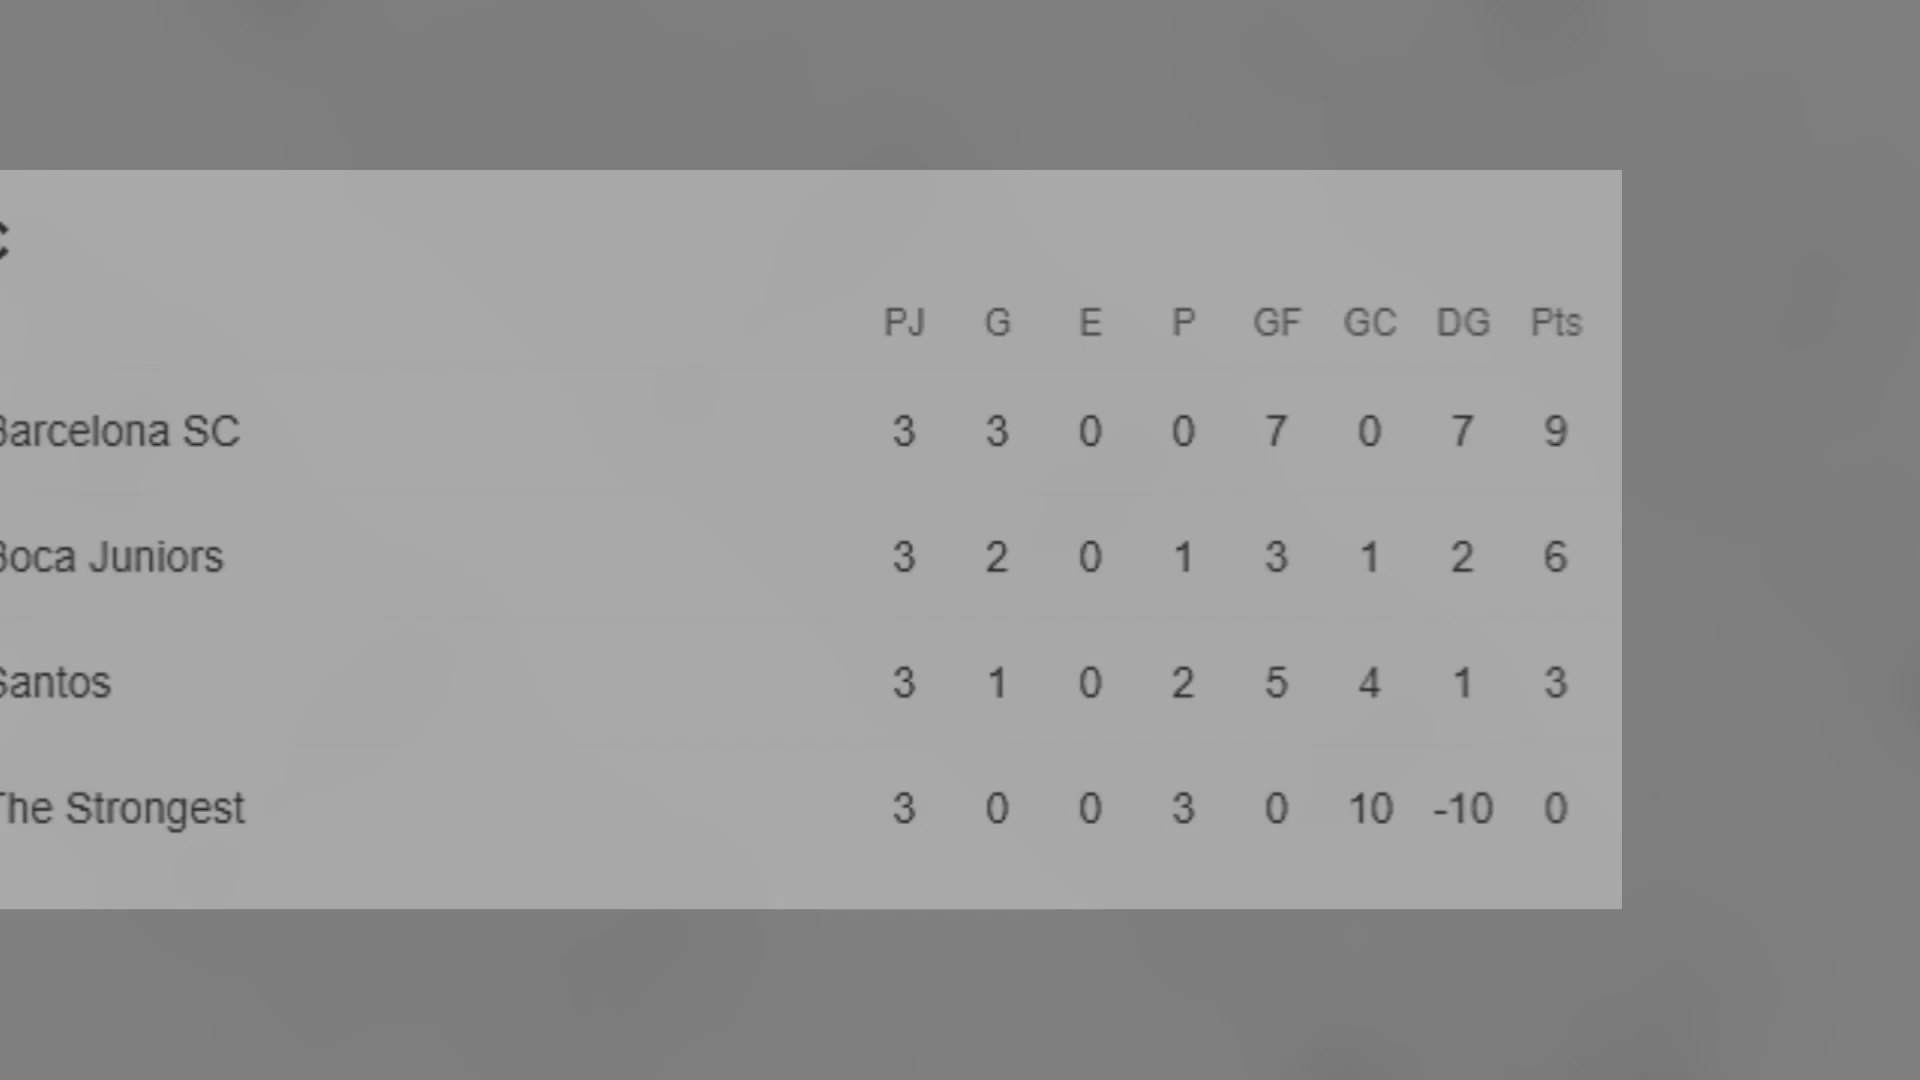 C
PJ G E P GF GC DG Pts
Barcelona SC 3 3 0 0 7 0 7 9
Boca Juniors 3 2 0 1 3 1 2 6
Santos 3 1 0 2 5 4 1 3
The Strongest 3 0 0 3 0 10 -10 0